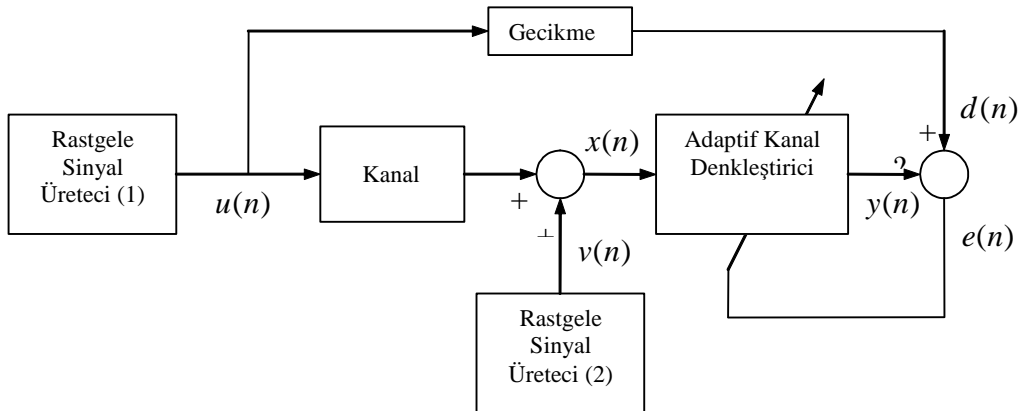 Gecikme
d(n)
Rastgele
Sinyal
Üreteci (1)
u(n)
Kanal
x(n)
Adaptif Kanal
Denkleştirici
+
+
+
?
y(n)
e(n)
v(n)
Rastgele
Sinyal
Üreteci (2)